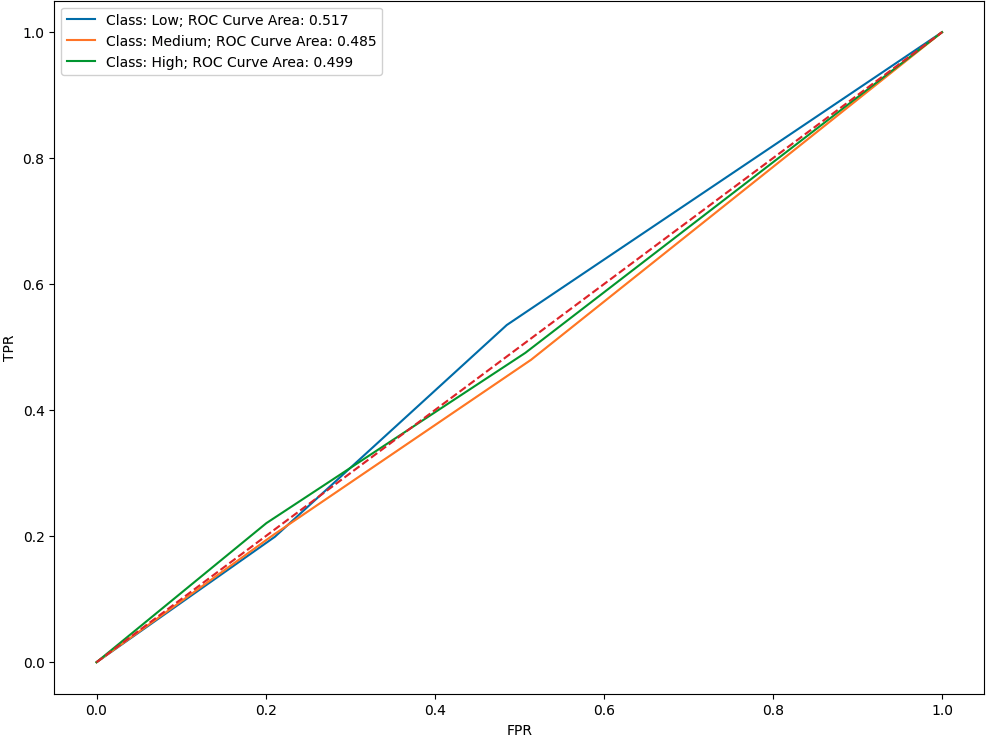 Class: Low; ROC Curve Area: 0.517
Class: Medium; ROC Curve Area: 0.485
Class: High; ROC Curve Area: 0.499
1.0
0.8
0.6
0.4
0.2
0.0
TPR
0.0 0.2 0.4 0.6 0.8 1.0
FPR